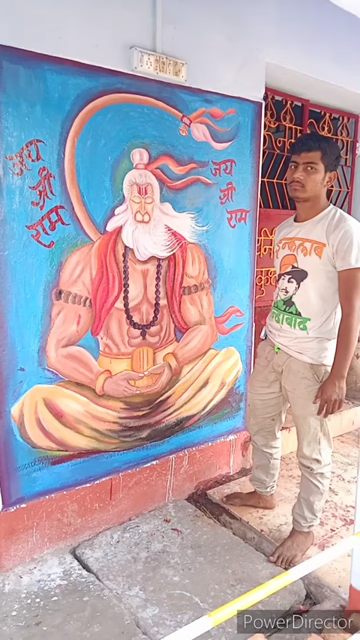 जय
श्री
राम
जय
श्री
राम
इन्कलाब
जिंदाबाद
PowerDirector